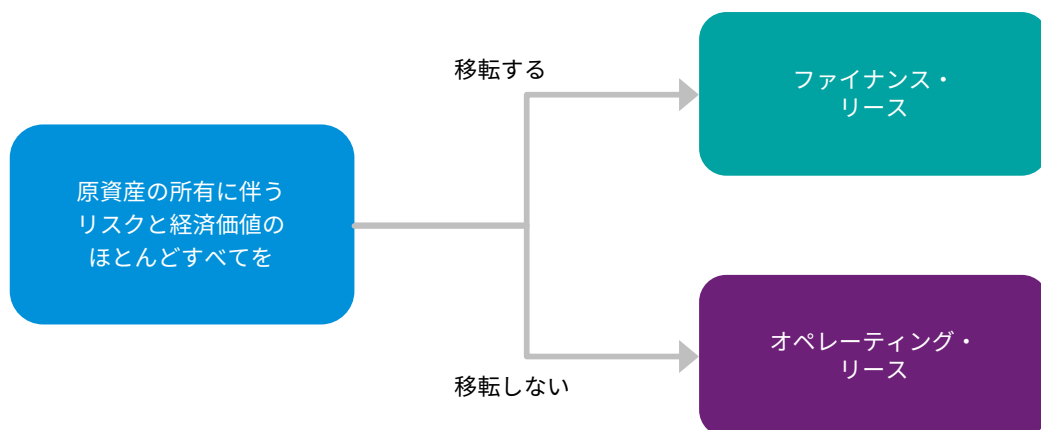 原資産の所有に伴う
リスクと経済価値の
ほとんどすべてを
移転する
ファイナンス・
リース
移転しない
オペレーティング・
リース